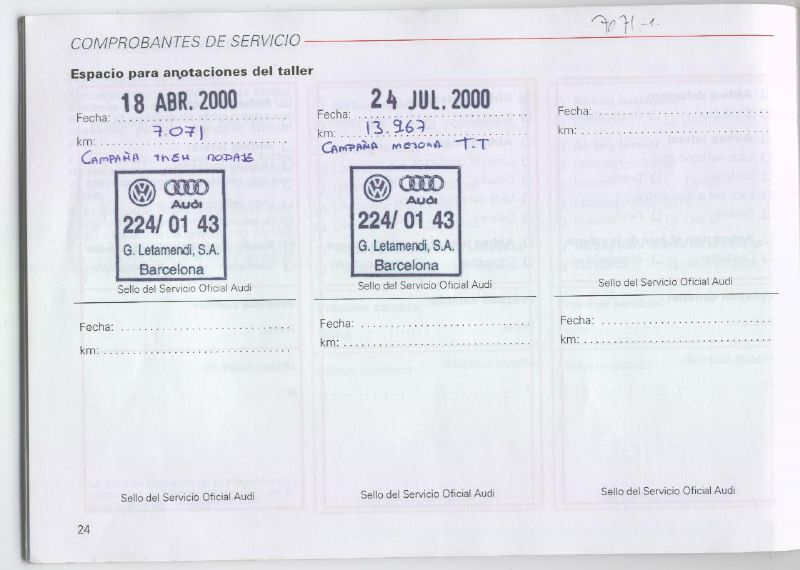 7071
COMPROBANTES DE SERVICIO
Espacio para anotaciones del taller
18 ABR. 2000
Fecha:
7.071
km:
CAMPAÑA TREN RODAJE
Audi
224/ 01 43
G. Letamendi, S.A.
Barcelona
Sello del Servicio Oficial Audi
24 JUL. 2000
Fecha:
km: 13.967
CAMPAÑA MEJORA T.T
Audi
224/ 01 43
G. Letamendi, S.A.
Barcelona
Sello del Servicio Oficial Audi
Fecha:
km:
Sello del Servicio Oficial Audi
Fecha:
km:
Sello del Servicio Oficial Audi
Fecha:
km:
Sello del Servicio Oficial Audi
Fecha:
km:
Sello del Servicio Oficial Audi
24